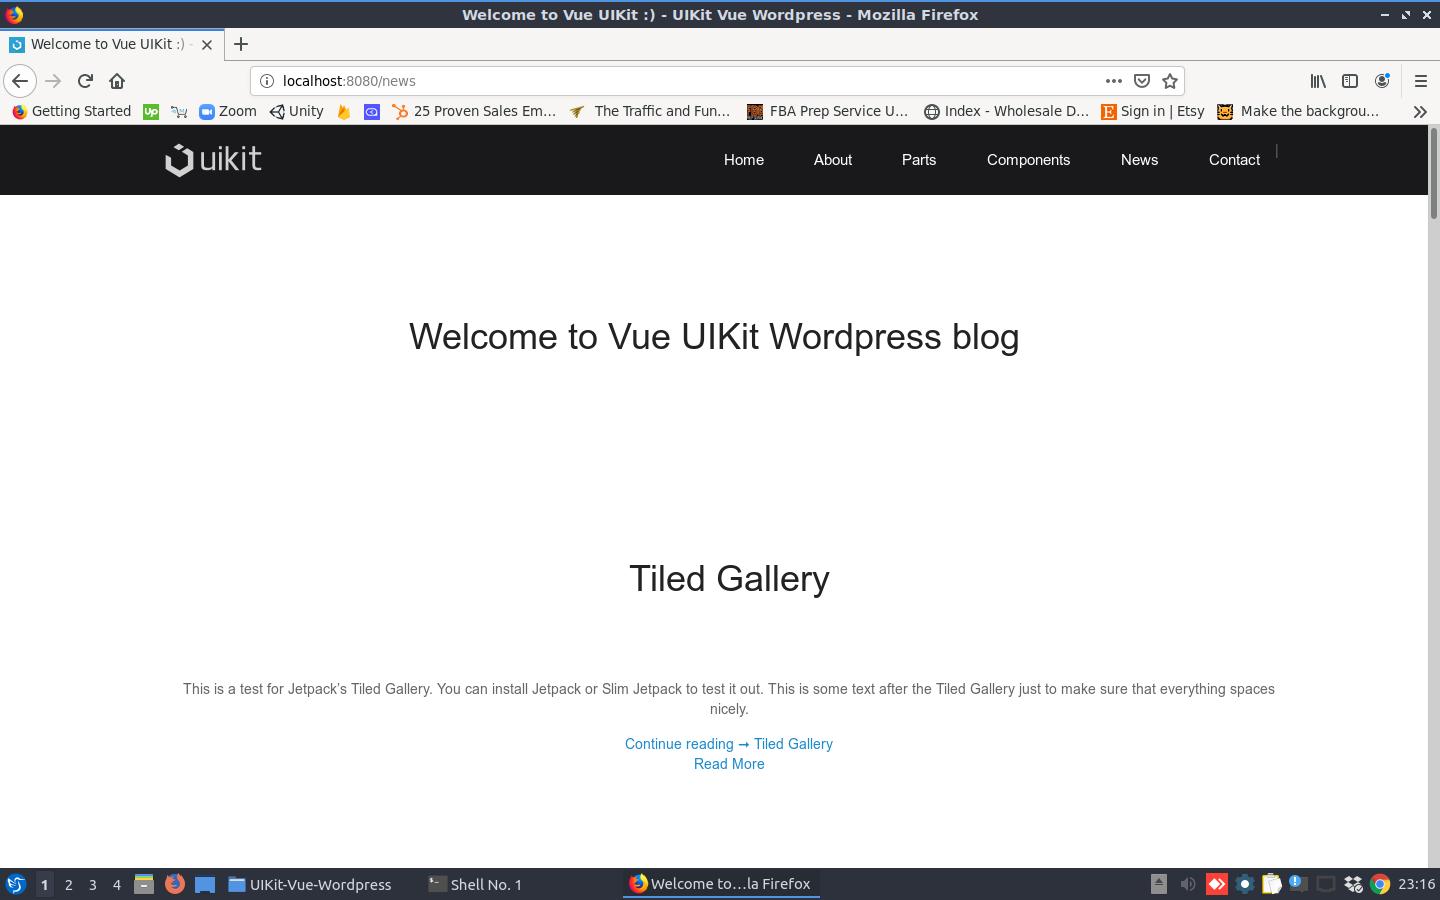 Welcome to Vue UIKit :) - UIKit Vue Wordpress - Mozilla Firefox
Welcome to Vue UIKit :) -
localhost:8080/news
Getting Started
Up
Zoom
Unity
25 Proven Sales Em…
The Traffic and Fun…
FBA Prep Service U…
Index - Wholesale D…
E
Sign in | Etsy
Make the backgrou…
uikit
Home
About
Parts
Components
News
Contact
|
Welcome to Vue UIKit Wordpress blog
Tiled Gallery
This is a test for Jetpack’s Tiled Gallery. You can install Jetpack or Slim Jetpack to test it out. This is some text after the Tiled Gallery just to make sure that everything spaces
nicely.
Continue reading ➞ Tiled Gallery
Read More
1
2
3
4
UIKit-Vue-Wordpress
Shell No. 1
Welcome to…la Firefox
23:16